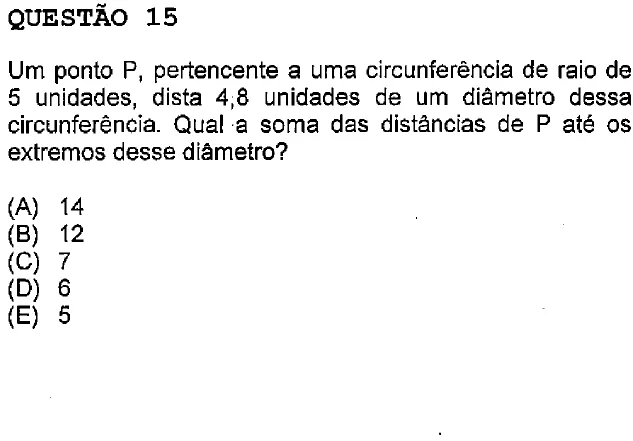 QUESTÃO 15
Um ponto P, pertencente a uma circunferência de raio de
5 unidades, dista 4,8 unidades de um diâmetro dessa
circunferência. Qual a soma das distâncias de P até os
extremos desse diâmetro?
(A) 14
(B) 12
(C) 7
(D) 6
(E) 5